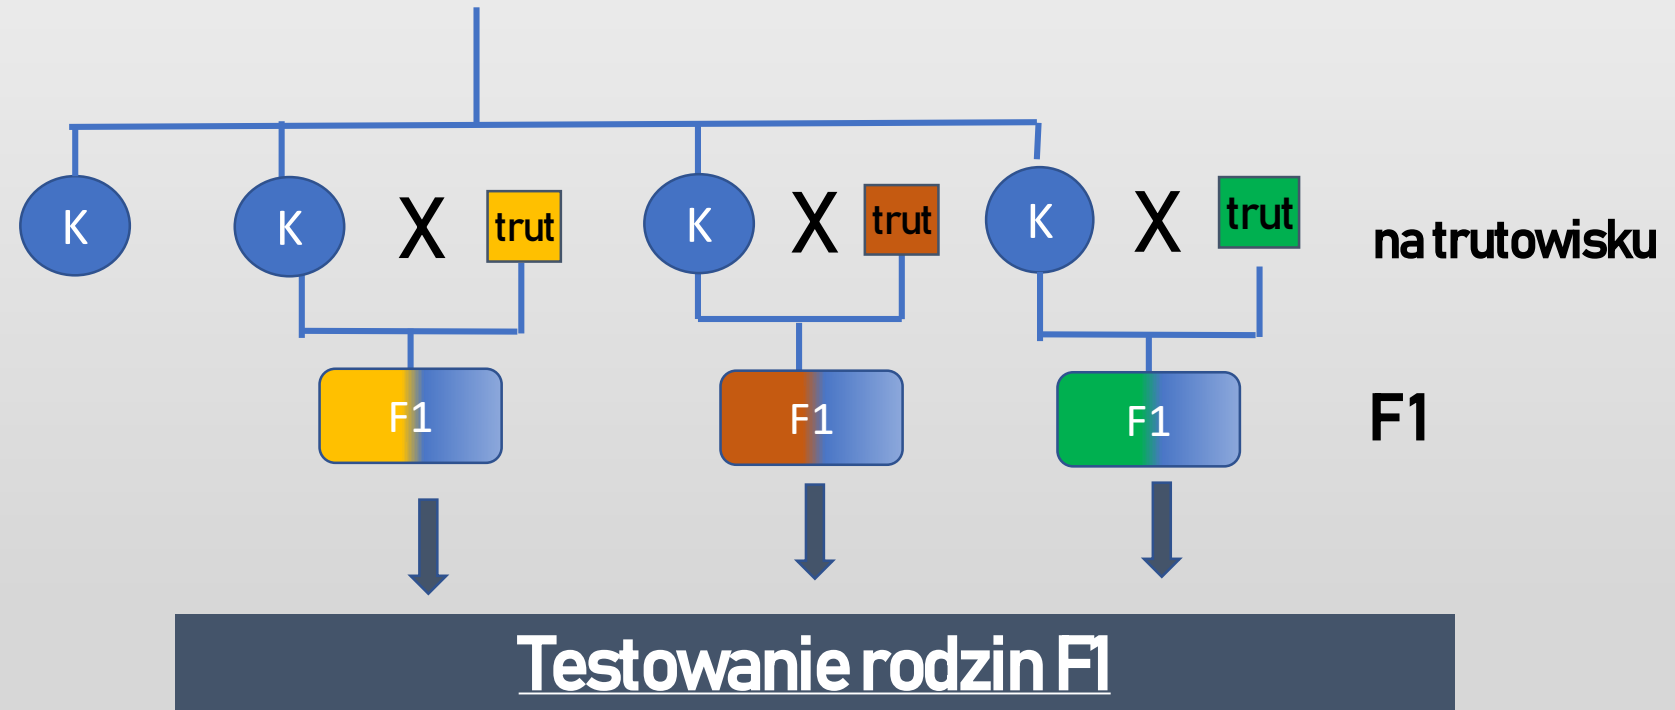 K
K X trut
K X trut
K X trut
na trutowisku
F1
F1
F1
F1
Testowanie rodzin F1